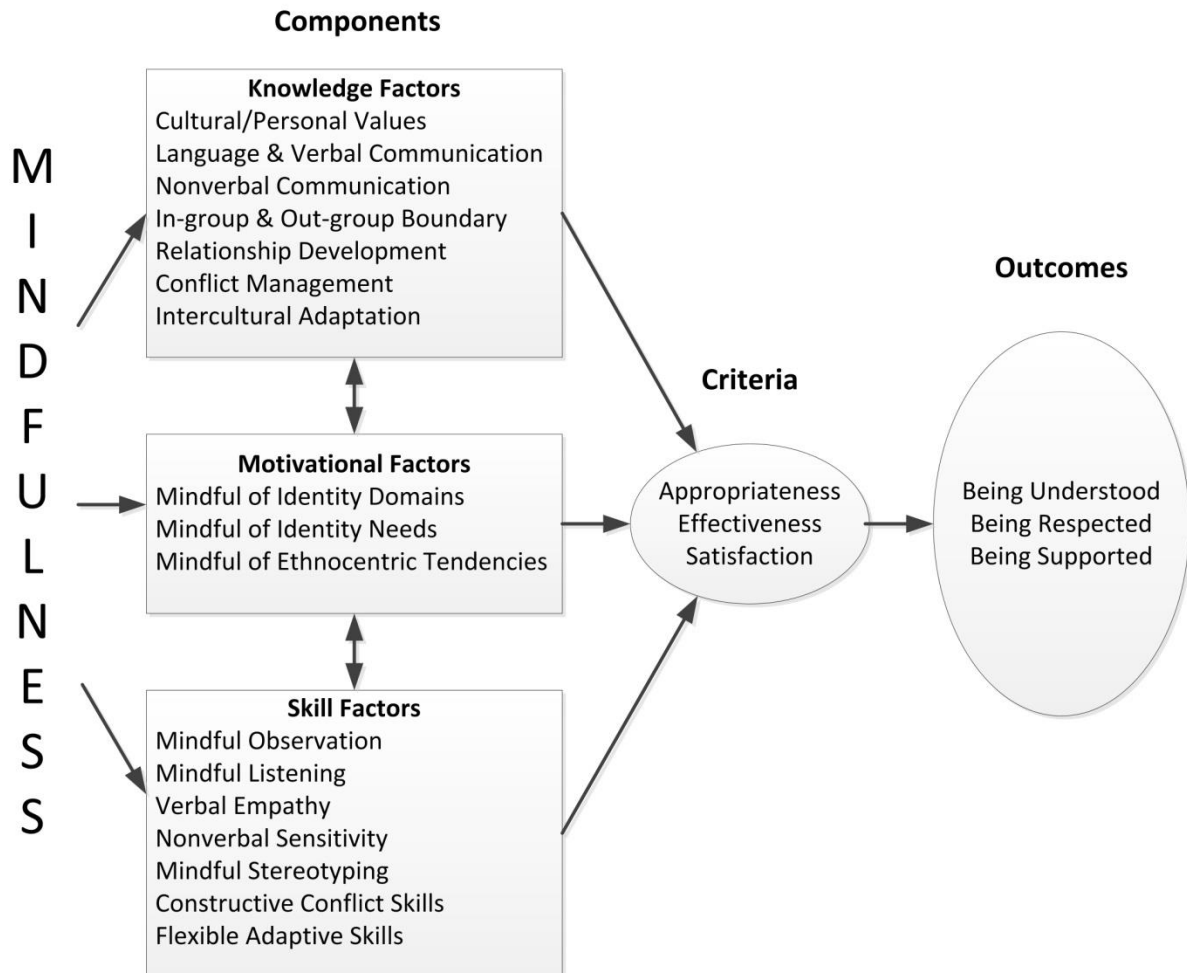 Components
MINDFULNESS
Knowledge Factors
Cultural/Personal Values
Language & Verbal Communication
Nonverbal Communication
In-group & Out-group Boundary
Relationship Development
Conflict Management
Intercultural Adaptation
Motivational Factors
Mindful of Identity Domains
Mindful of Identity Needs
Mindful of Ethnocentric Tendencies
Skill Factors
Mindful Observation
Mindful Listening
Verbal Empathy
Nonverbal Sensitivity
Mindful Stereotyping
Constructive Conflict Skills
Flexible Adaptive Skills
Criteria
Appropriateness
Effectiveness
Satisfaction
Outcomes
Being Understood
Being Respected
Being Supported